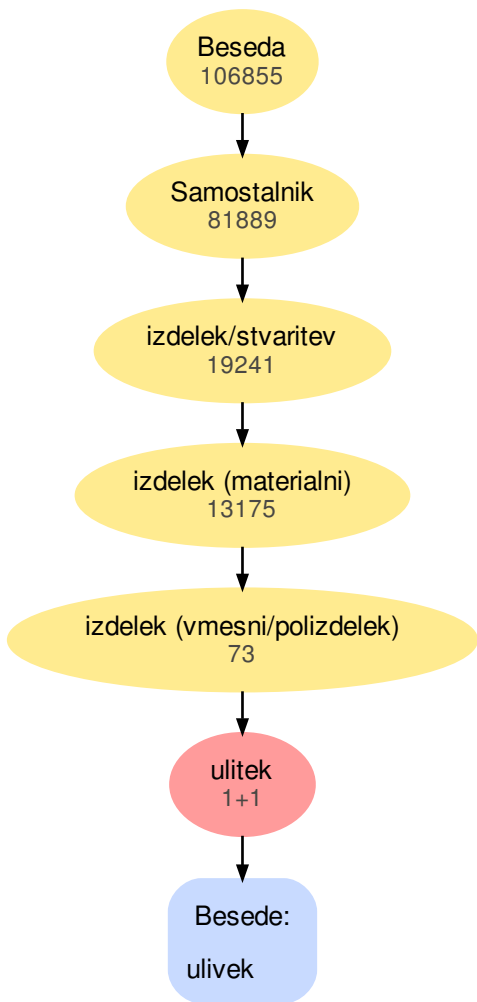 Beseda
106855
Samostalnik
81889
izdelek/stvaritev
19241
izdelek (materialni)
13175
izdelek (vmesni/polizdelek)
73
ulitek
1+1
Besede:
ulivek